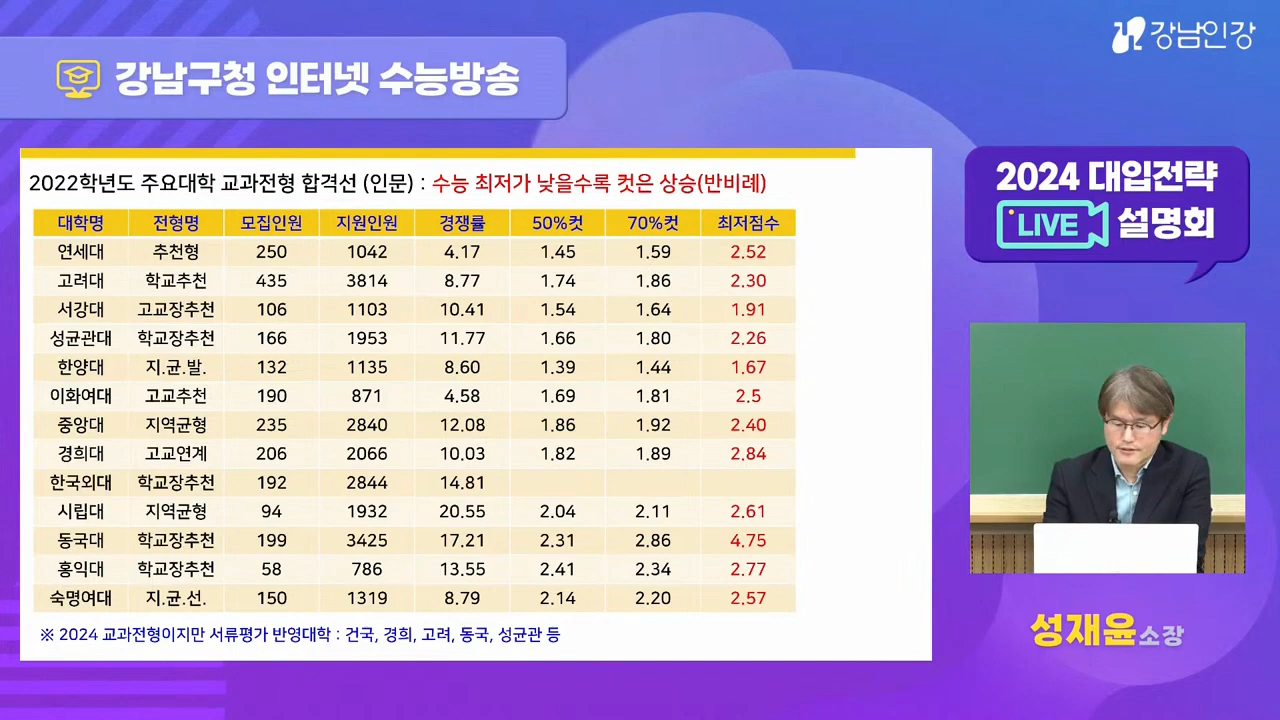 강남인강
강남구청 인터넷 수능방송
2024 대입전략
LIVE 설명회
2022학년도 주요대학 교과전형 합격선 (인문) : 수능 최저가 낮을수록 컷은 상승(반비례)
대학명 전형명 모집인원 지원인원 경쟁률 50%컷 70%컷 최저점수
연세대 추천형 250 1042 4.17 1.45 1.59 2.52
고려대 학교추천 435 3814 8.77 1.74 1.86 2.30
서강대 고교장추천 106 1103 10.41 1.54 1.64 1.91
성균관대 학교장추천 166 1953 11.77 1.66 1.80 2.26
한양대 지.균.발. 132 1135 8.60 1.39 1.44 1.67
이화여대 고교추천 190 871 4.58 1.69 1.81 2.5
중앙대 지역균형 235 2840 12.08 1.86 1.92 2.40
경희대 고교연계 206 2066 10.03 1.82 1.89 2.84
한국외대 학교장추천 192 2844 14.81
시립대 지역균형 94 1932 20.55 2.04 2.11 2.61
동국대 학교장추천 199 3425 17.21 2.31 2.86 4.75
홍익대 학교장추천 58 786 13.55 2.41 2.34 2.77
숙명여대 지.균.선. 150 1319 8.79 2.14 2.20 2.57
※ 2024 교과전형이지만 서류평가 반영대학 : 건국, 경희, 고려, 동국, 성균관 등
성재윤소장